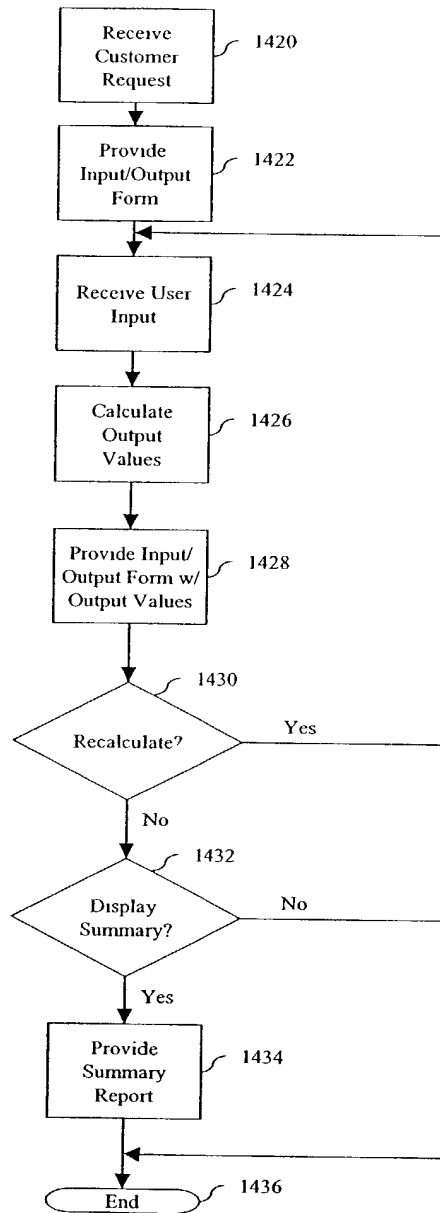 Receive
Customer
Request
1420
Provide
Input/Output
Form
1422
Receive User
Input
1424
Calculate
Output
Values
1426
Provide Input/
Output Form w/
Output Values
1428
1430
Recalculate?
Yes
No
1432
Display
Summary?
No
Yes
Provide
Summary
Report
1434
End
1436